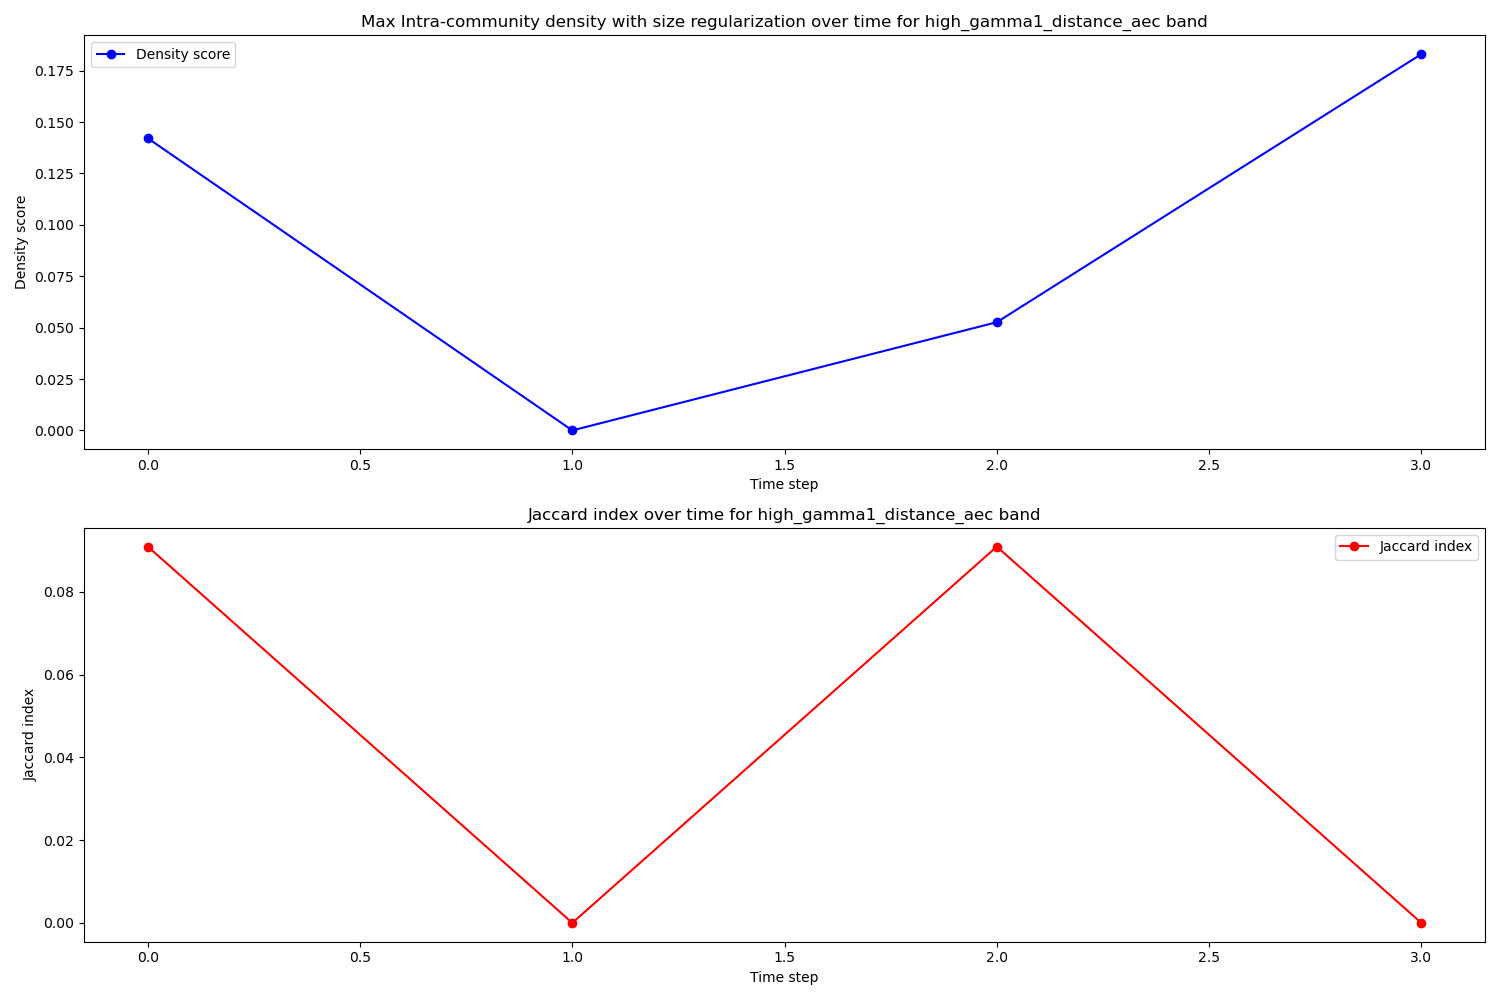 Max Intra-community density with size regularization over time for high_gamma1_distance_aec band
Density score
0.175
0.150
0.125
0.100
0.075
0.050
0.025
0.000
Density score
0.0 0.5 1.0 1.5 2.0 2.5 3.0
Time step
Jaccard index over time for high_gamma1_distance_aec band
Jaccard index
0.08
0.06
0.04
0.02
0.00
Jaccard index
0.0 0.5 1.0 1.5 2.0 2.5 3.0
Time step